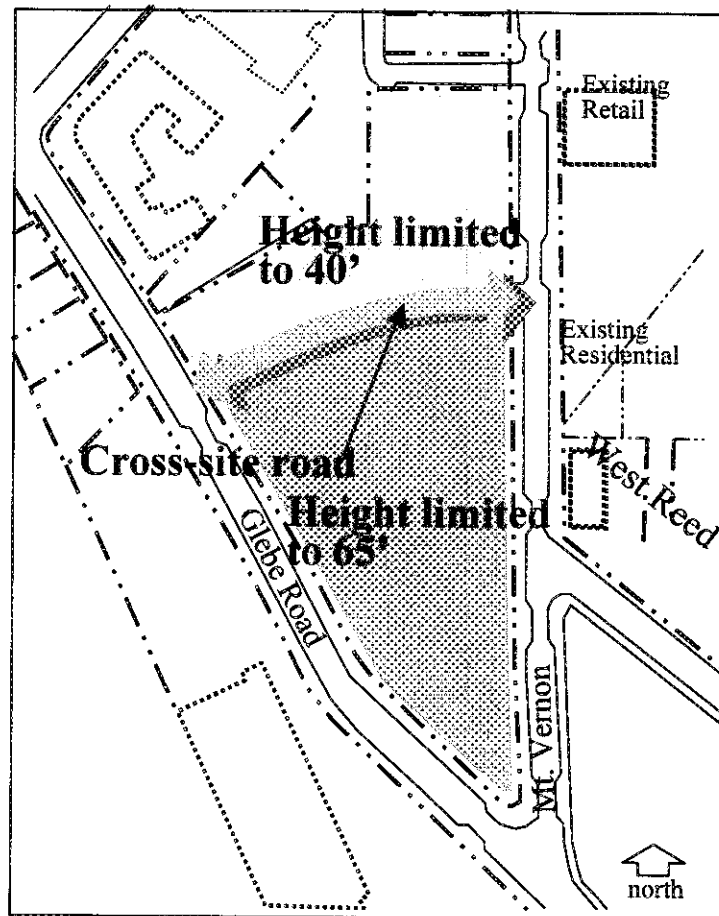 Existing
Retail
Height limited
to 40’
Existing
Residential
Cross-site road
West Reed
Height limited
to 65’
Glebe Road
Mt. Vernon
north